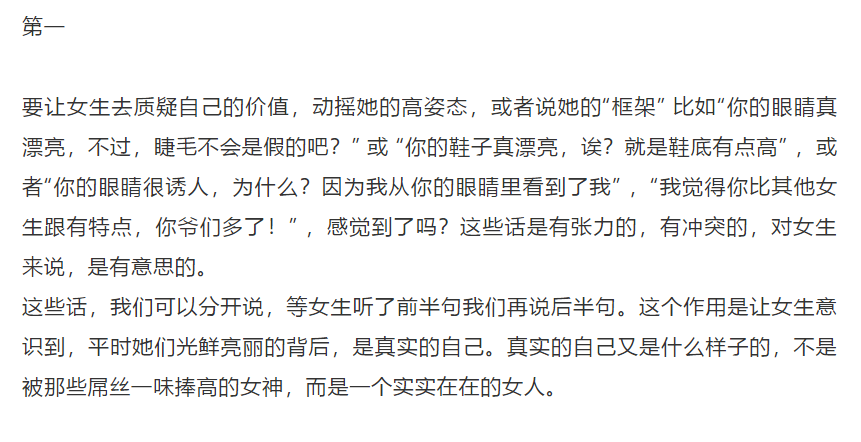 第一
要让女生去质疑自己的价值，动摇她的高姿态，或者说她的“框架” 比如“你的眼睛真
漂亮，不过，睫毛不会是假的吧？” 或 “你的鞋子真漂亮，诶？就是鞋底有点高” ，或
者“你的眼睛很诱人，为什么？因为我从你的眼睛里看到了我” ，“我觉得你比其他女
生跟有特点，你爷们多了！” ，感觉到了吗？这些话是有张力的，有冲突的，对女生
来说，是有意思的。
这些话，我们可以分开说，等女生听了前半句我们再说后半句。这个作用是让女生意
识到，平时她们光鲜亮丽的背后，是真实的自己。真实的自己又是什么样子的，不是
被那些屌丝一味捧高的女神，而是一个实实在在的女人。